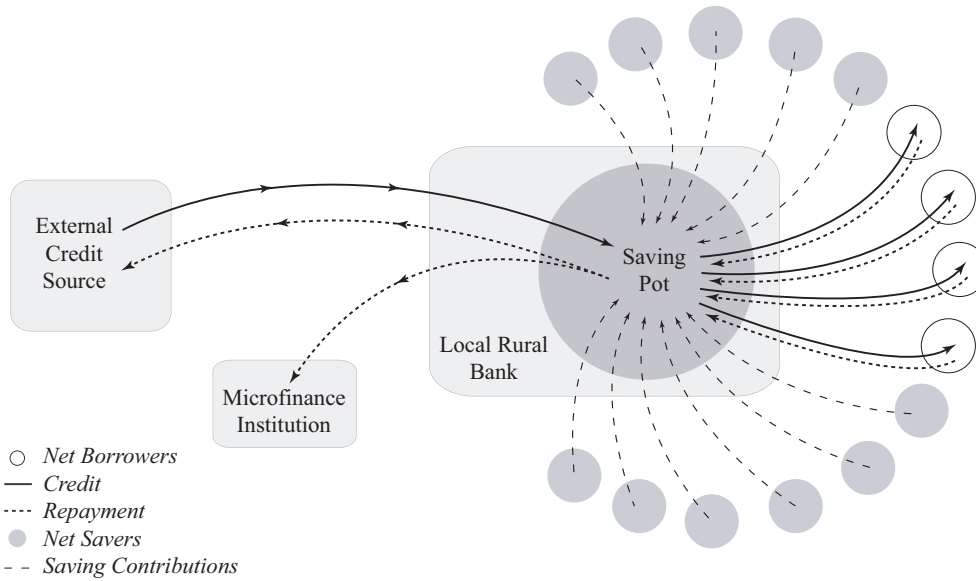 External
Credit
Source
Saving
Pot
Local Rural
Bank
Microfinance
Institution
Net Borrowers
Credit
Repayment
Net Savers
Saving Contributions